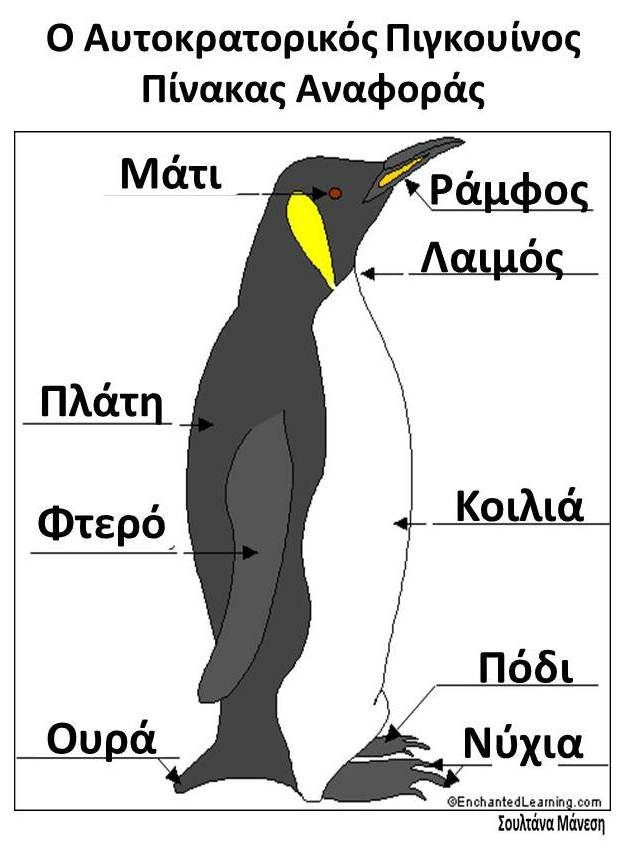 Ο Αυτοκρατορικός Πιγκουίνος
Πίνακας Αναφοράς
Μάτι
Ράμφος
Λαιμός
Πλάτη
Κοιλιά
Φτερό
Πόδι
Ουρά
Νύχια
©EnchantedLearning.com
Σουλτάνα Μάνεση